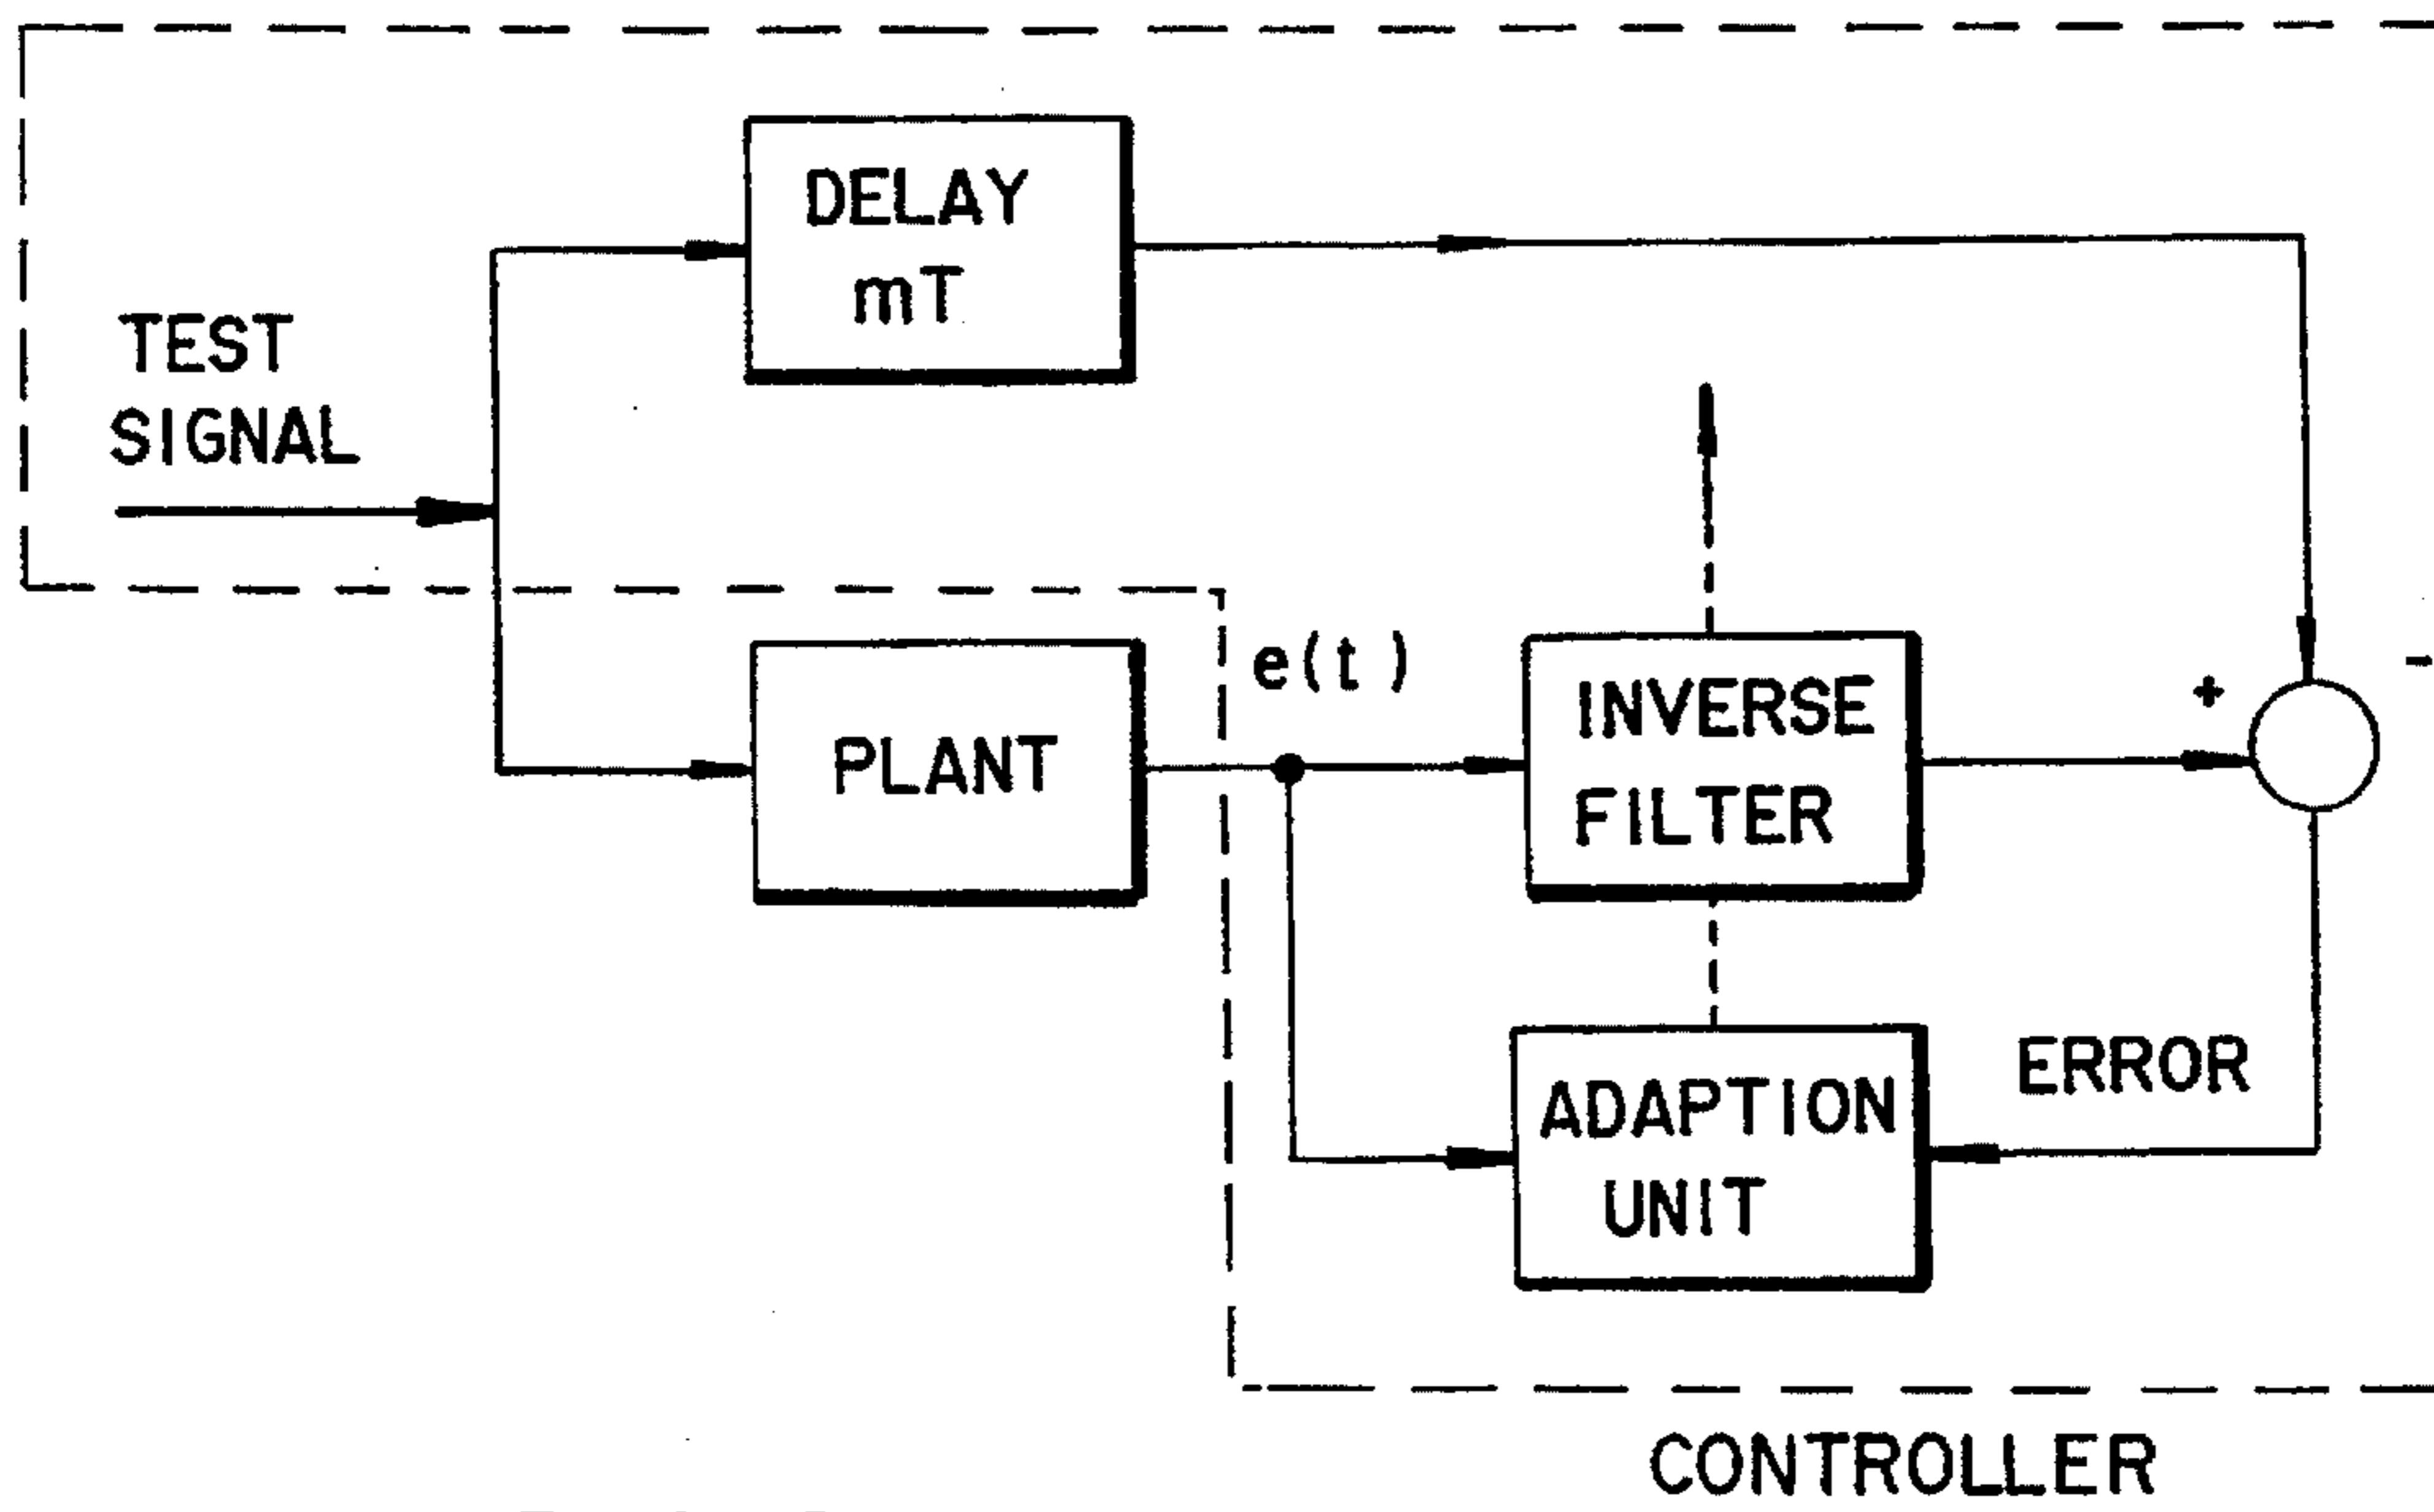 DELAY
mT
TEST
SIGNAL
e(t)
+
-
PLANT
INVERSE
FILTER
ERROR
ADAPTION
UNIT
CONTROLLER